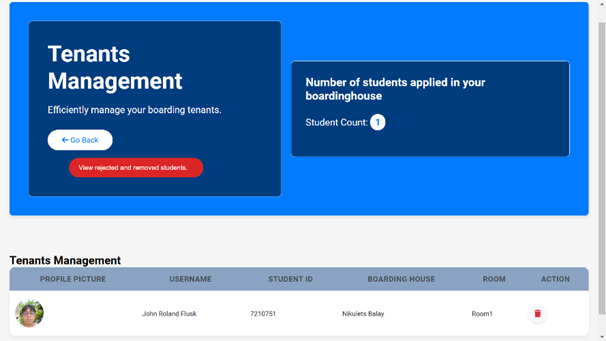 Tenants
Management
Efficiently manage your boarding tenants.
Go Back
View rejected and removed students.
Number of students applied in your
boardinghouse
Student Count: 1
Tenants Management
PROFILE PICTURE USERNAME STUDENT ID BOARDING HOUSE ROOM ACTION
John Roland Flusk 7210751 Nikulets Balay Room1